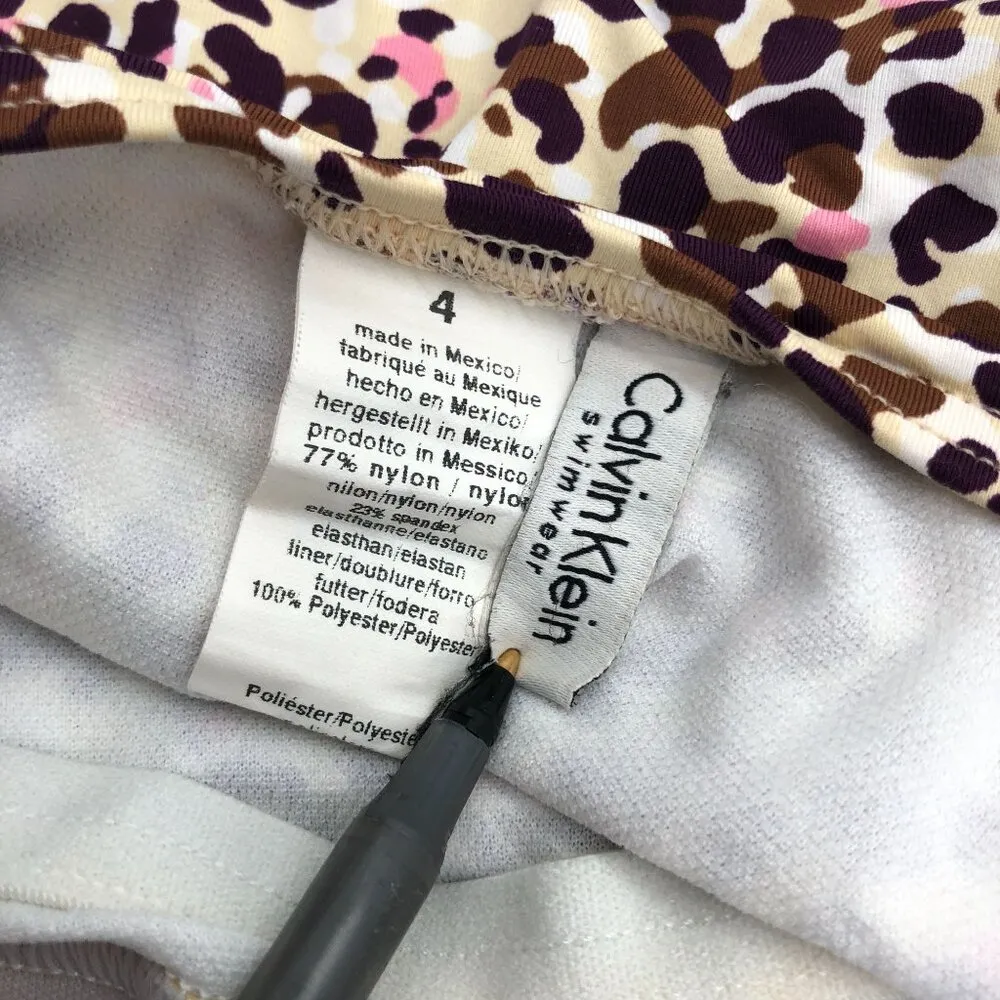 4
made in Mexico/
fabriqué au Mexique
hecho en Mexico/
hergestellt in Mexiko/
prodotto in Messico
77% nylon / nylon
nilon/nylon/nylon
23% spandex
elasthanne/elastano
elasthan/elastan
liner/doublure/forro
futter/fodera
100% Polyester/Polyester
Poliéster/Polyeste
Calvin Klein
swimwear